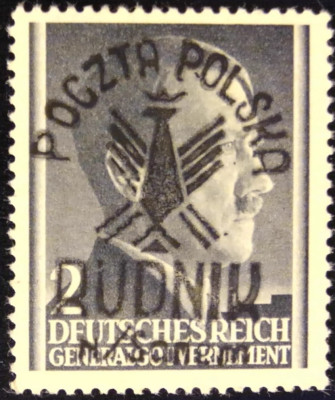 POCZTA POLSKA
2
RUDNIK
DEUTSCHES REICH
GENERALGOUVERNEMENT